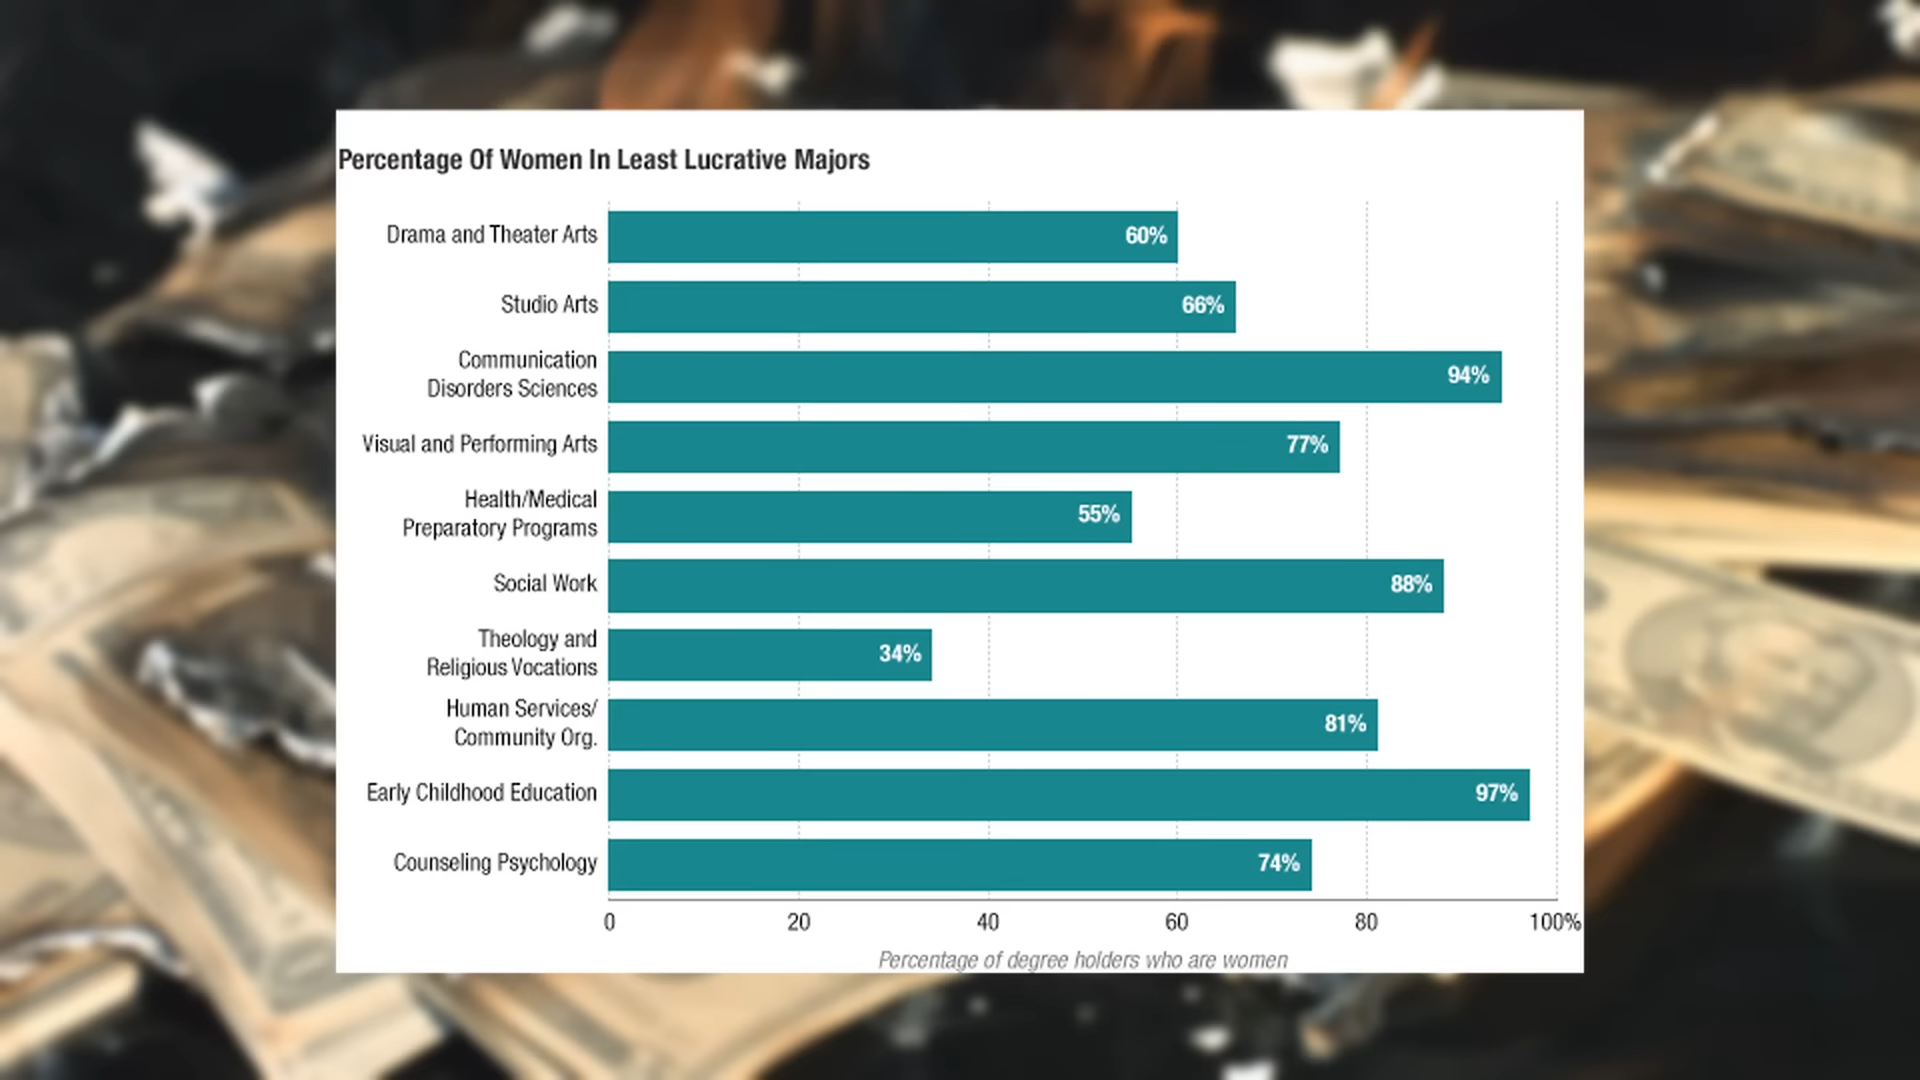 Percentage Of Women In Least Lucrative Majors
Drama and Theater Arts 60%
Studio Arts 66%
Communication
Disorders Sciences 94%
Visual and Performing Arts 77%
Health/Medical
Preparatory Programs 55%
Social Work 88%
Theology and
Religious Vocations 34%
Human Services/
Community Org. 81%
Early Childhood Education 97%
Counseling Psychology 74%
0 20 40 60 80 100%
Percentage of degree holders who are women